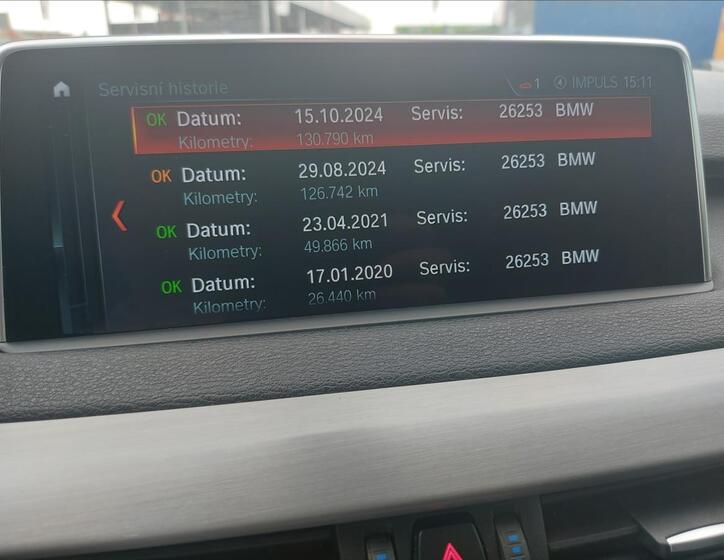 Servisní historie 1 IMPULS 15:11
OK Datum: 15.10.2024 Servis: 26253 BMW
Kilometry: 130.790 km
OK Datum: 29.08.2024 Servis: 26253 BMW
Kilometry: 126.742 km
OK Datum: 23.04.2021 Servis: 26253 BMW
Kilometry: 49.866 km
OK Datum: 17.01.2020 Servis: 26253 BMW
Kilometry: 26.440 km